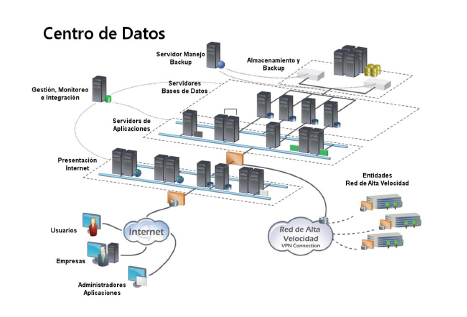 Centro de Datos
Servidor Manejo
Backup
Almacenamiento y
Backup
Servidores
Bases de Datos
Gestión, Monitoreo
e Integración
Servidors de
Aplicaciones
Presentación
Internet
Entidades
Red de Alta Velocidad
Usuarios
Internet
Red de Alta
Velocidad
VPN Connection
Empresas
Administradores
Aplicaciones